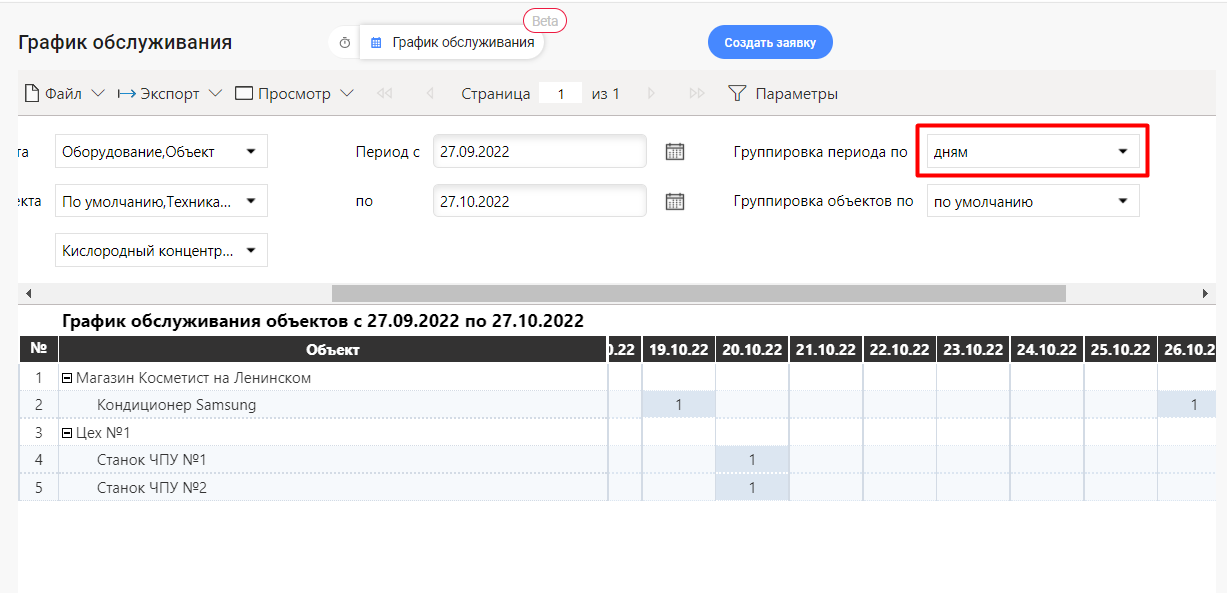 Beta
График обслуживания График обслуживания Создать заявку
Файл Экспорт Просмотр Страница 1 из 1 Параметры
та Оборудование,Объект Период с 27.09.2022 Группировка периода по дням
кта По умолчанию,Техника... по 27.10.2022 Группировка объектов по по умолчанию
Кислородный концентр...
График обслуживания объектов с 27.09.2022 по 27.10.2022
№ Объект 0.22 19.10.22 20.10.22 21.10.22 22.10.22 23.10.22 24.10.22 25.10.22 26.10.2
1 Магазин Косметист на Ленинском
2 Кондиционер Samsung 1 1
3 Цех №1
4 Станок ЧПУ №1 1
5 Станок ЧПУ №2 1